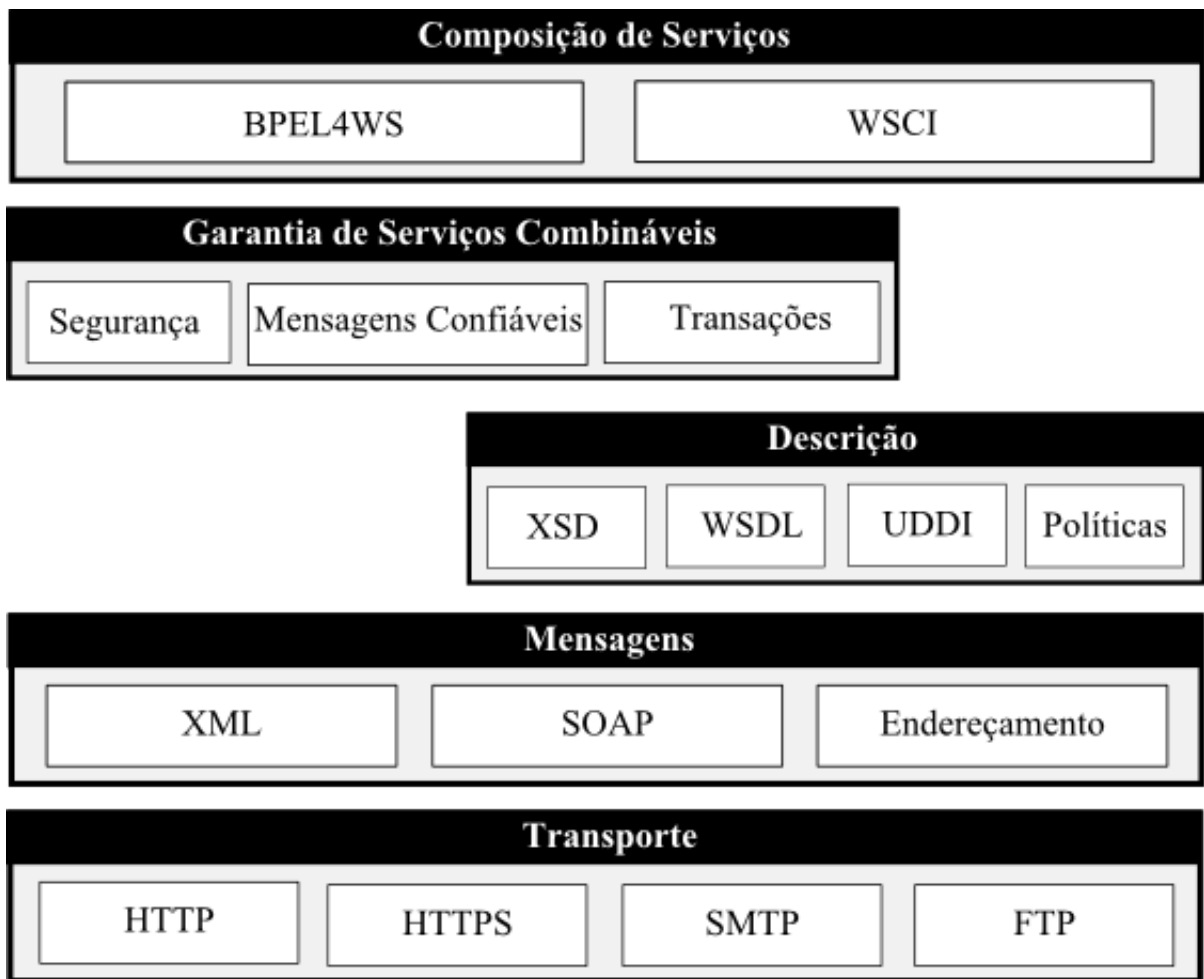 Composição de Serviços
BPEL4WS
WSCI
Garantia de Serviços Combináveis
Segurança
Mensagens Confiáveis
Transações
Descrição
XSD
WSDL
UDDI
Políticas
Mensagens
XML
SOAP
Endereçamento
Transporte
HTTP
HTTPS
SMTP
FTP